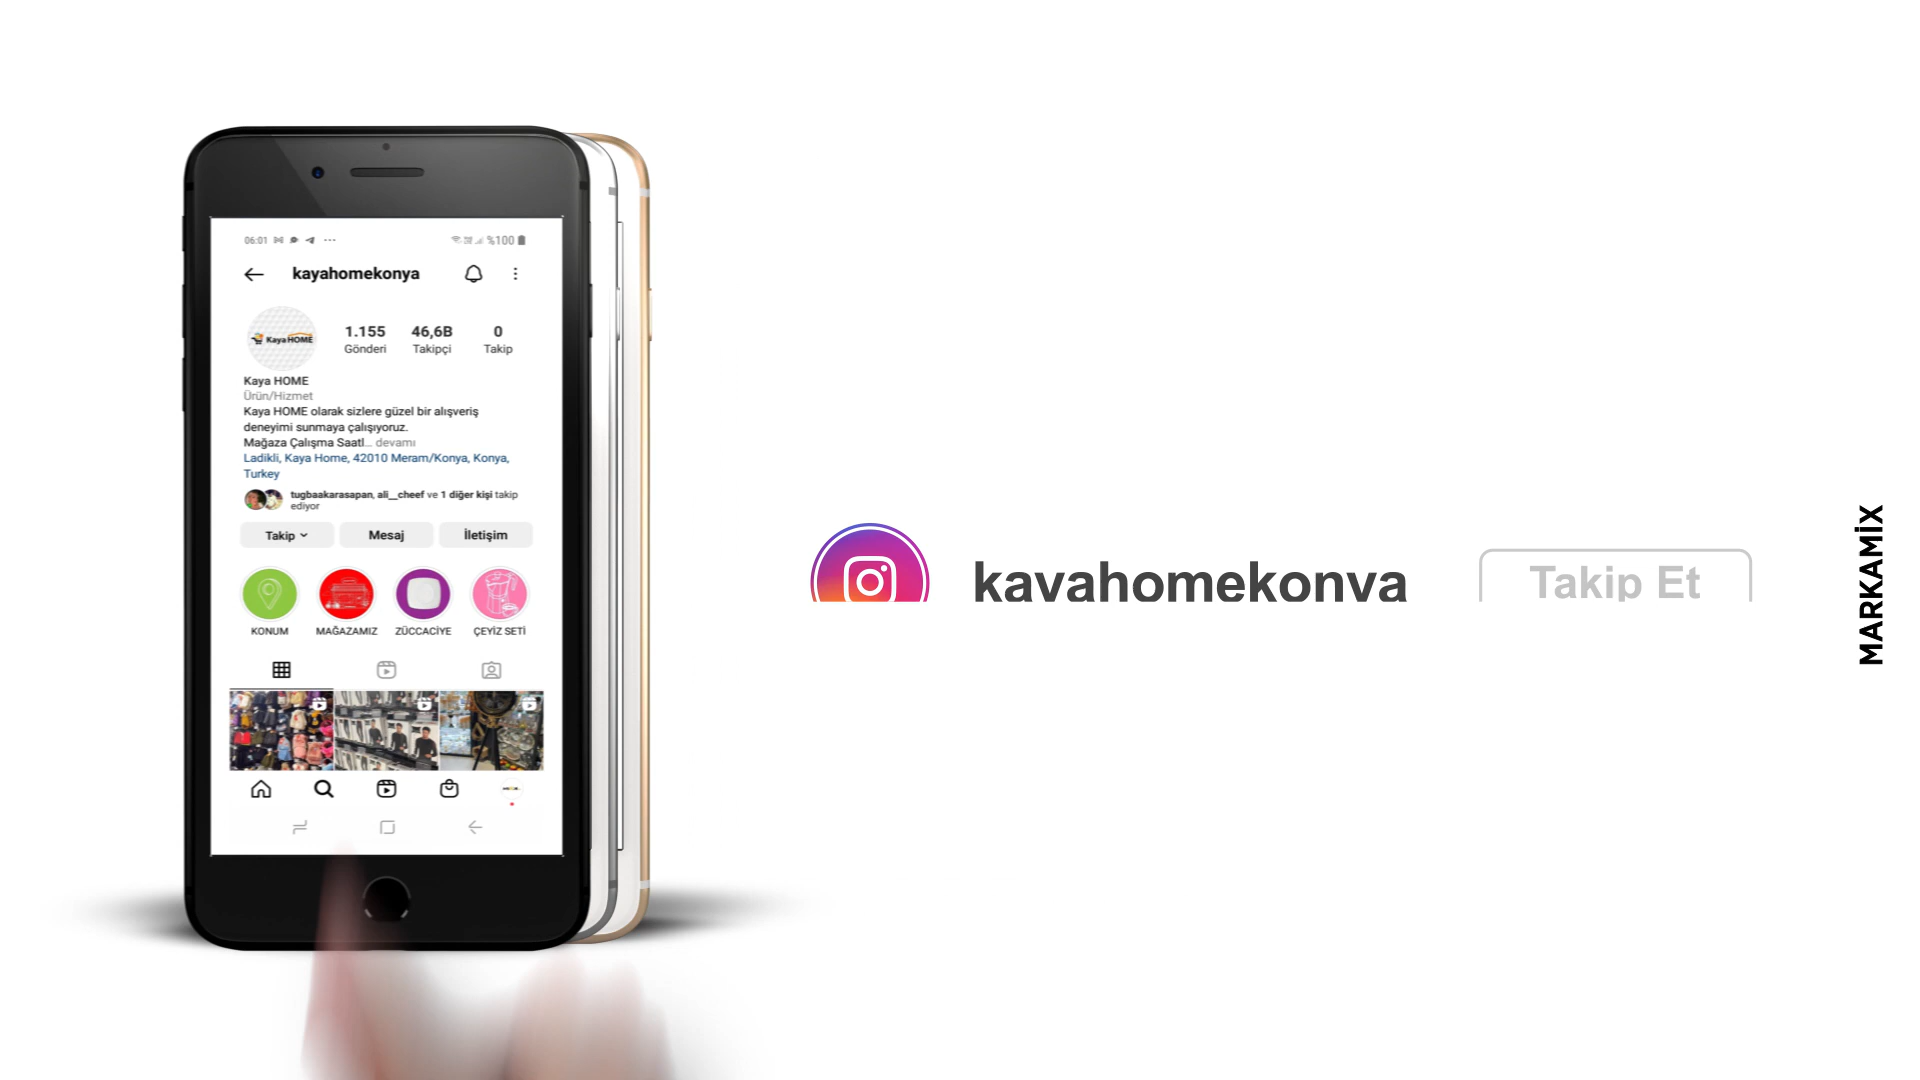 06:01 %100
kayahomekonya
Kaya HOME
1.155 46,6B 0
Gönderi Takipçi Takip
Kaya HOME
Ürün/Hizmet
Kaya HOME olarak sizlere güzel bir alışveriş
deneyimi sunmaya çalışıyoruz.
Mağaza Çalışma Saatl... devamı
Ladikli, Kaya Home, 42010 Meram/Konya, Konya,
Turkey
tugbaakarasapan, ali__cheef ve 1 diğer kişi takip
ediyor
Takip Mesaj İletişim
KONUM MAĞAZAMIZ ZÜCCACİYE ÇEYİZ SETİ
kayahomekonya Takip Et
MARKAMİX